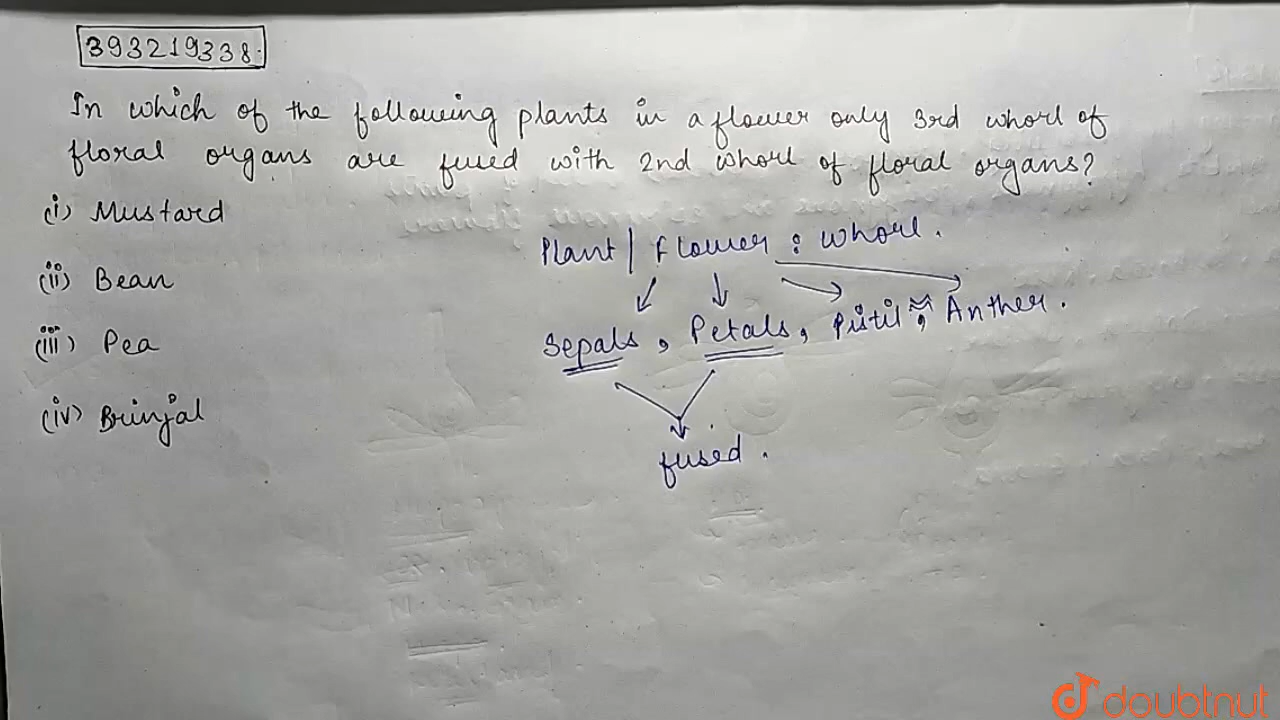 393219338.
In which of the following plants in a flower only 3rd whorl of
floral organs are fused with 2nd whorl of floral organs?
(i) Mustard
(ii) Bean
(iii) Pea
(iv) Brinjal
Plant / flower : whorl.
Sepals, Petals, Pistil, Anther.
fused.
doubtnut